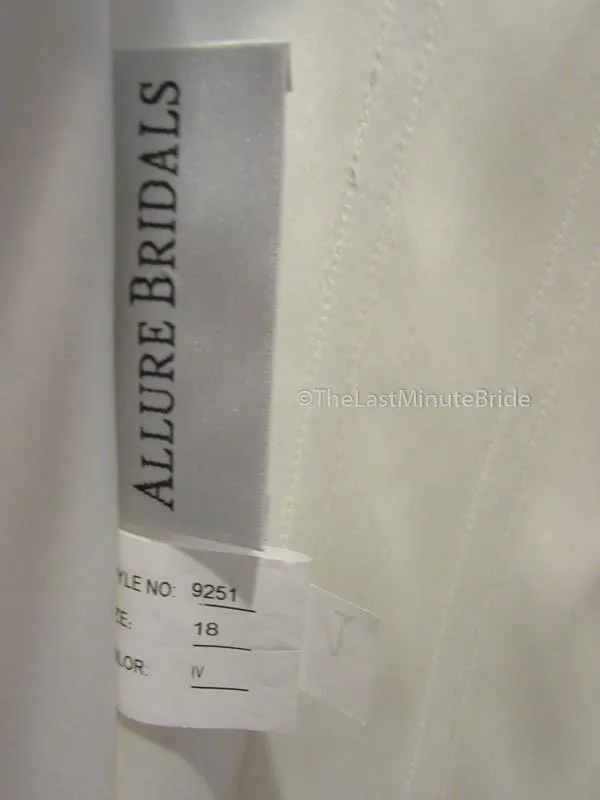 ALLURE BRIDALS
©TheLastMinuteBride
YLE NO: 9251
ZE: 18
LOR: IV